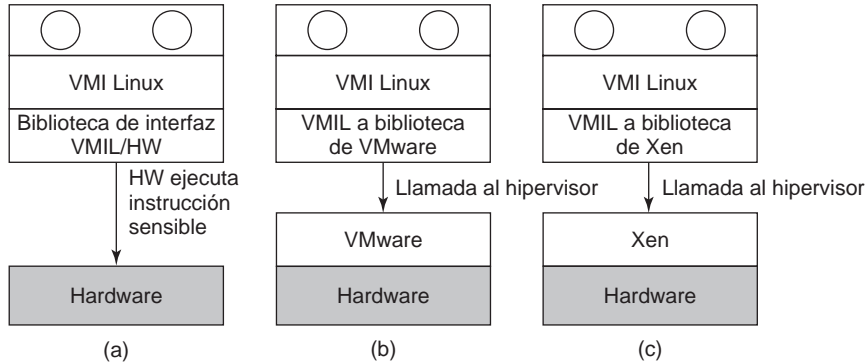 VMI Linux
Biblioteca de interfaz
VMIL/HW
HW ejecuta
instrucción
sensible
Hardware
(a)
VMI Linux
VMIL a biblioteca
de VMware
Llamada al hipervisor
VMware
Hardware
(b)
VMI Linux
VMIL a biblioteca
de Xen
Llamada al hipervisor
Xen
Hardware
(c)